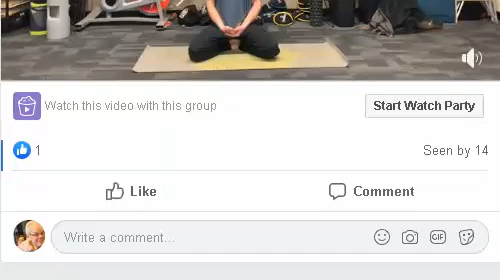 Watch this video with this group
Start Watch Party
1
Seen by 14
Like
Comment
Write a comment...
GIF